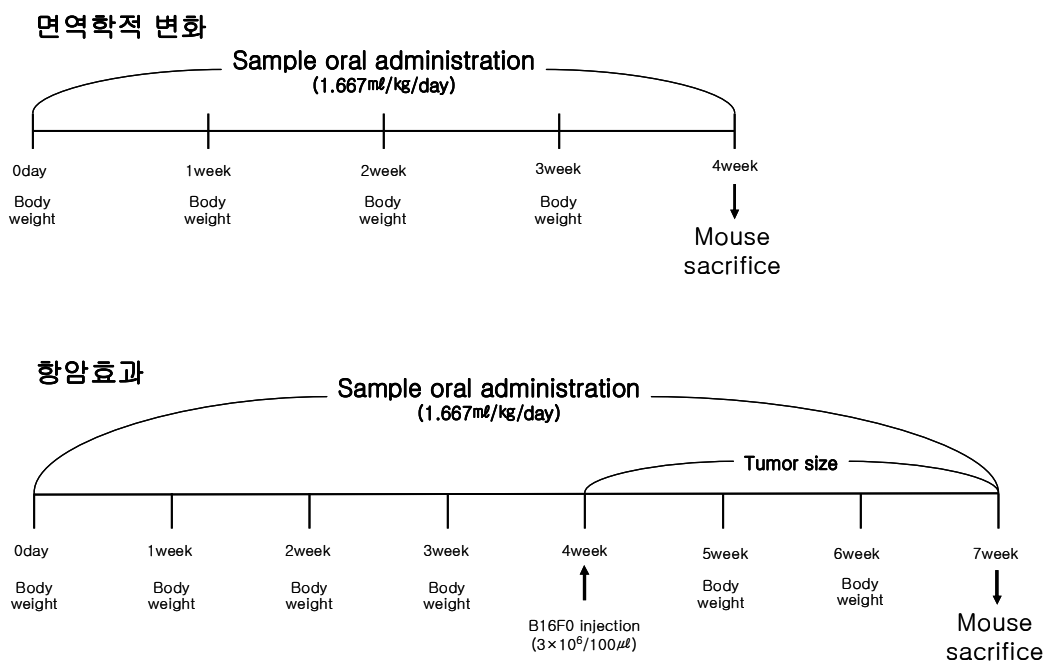 면역학적 변화
Sample oral administration
(1.667㎖/㎏/day)
0day 1week 2week 3week 4week
Body weight Body weight Body weight Body weight
Mouse
sacrifice
항암효과
Sample oral administration
(1.667㎖/㎏/day)
Tumor size
0day 1week 2week 3week 4week 5week 6week 7week
Body weight Body weight Body weight Body weight Body weight Body weight
B16F0 injection
(3×10⁶/100㎕)
Mouse
sacrifice